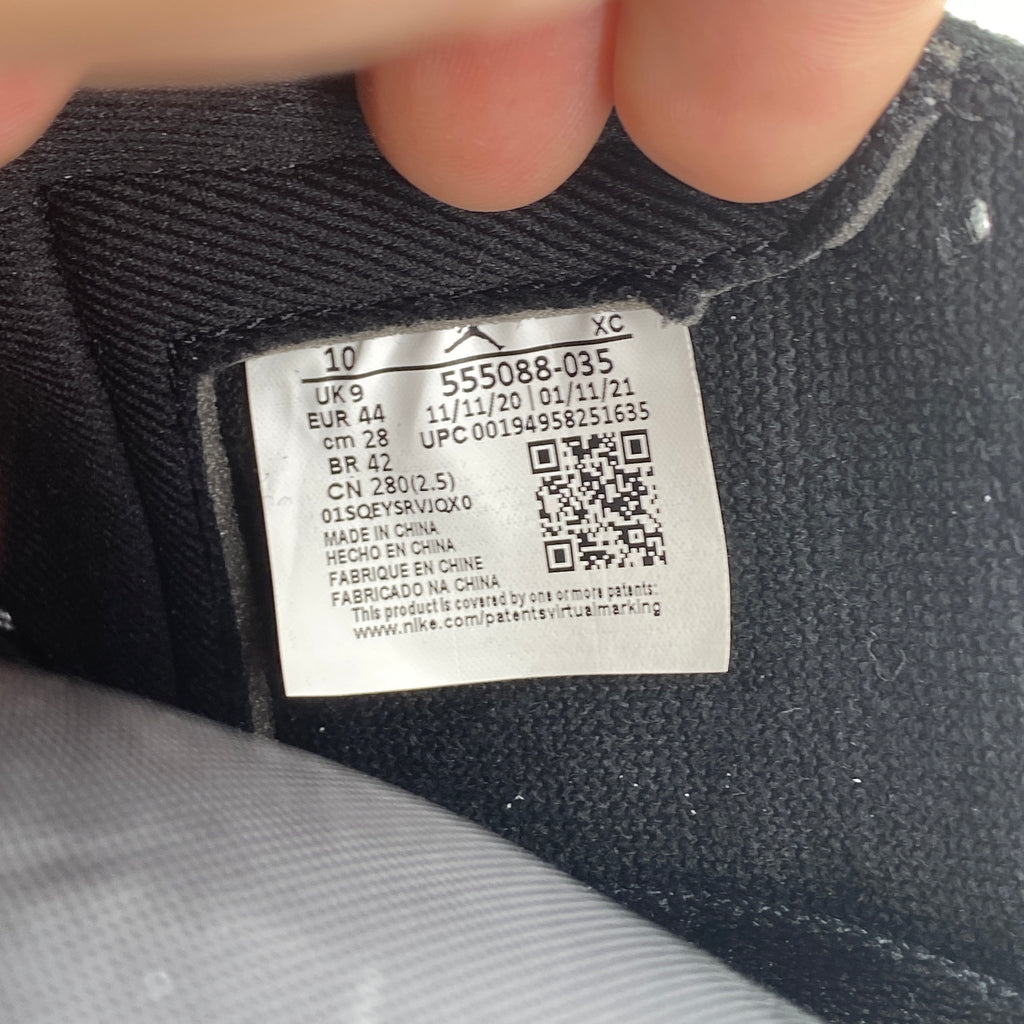 10
XC
UK 9
555088-035
EUR 44
11/11/20 | 01/11/21
cm 28
UPC 00194958251635
BR 42
CN 280(2.5)
01SQEYSRVJQX0
MADE IN CHINA
HECHO EN CHINA
FABRIQUE EN CHINE
FABRICADO NA CHINA
This product is covered by one or more patents:
www.nike.com/patentsvirtualmarking